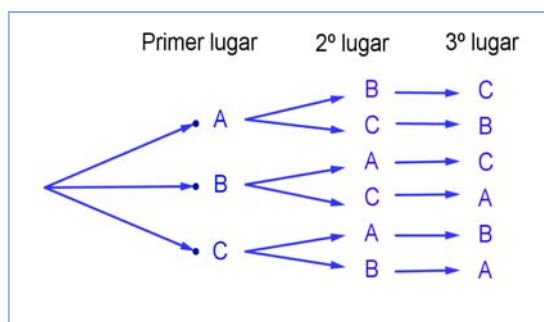 Primer lugar 2º lugar 3º lugar
B C
A
C B
A C
B
C A
A B
C
B A